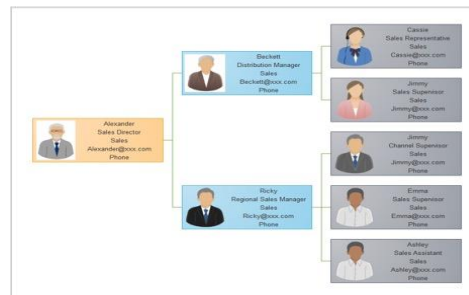 Cassie
Sales Representative
Sales
Cassie@xxx.com
Phone
Beckett
Distribution Manager
Sales
Beckett@xxx.com
Phone
Jimmy
Sales Supervisor
Sales
Jimmy@xxx.com
Phone
Alexander
Sales Director
Sales
Alexander@xxx.com
Phone
Jimmy
Channel Supervisor
Sales
Jimmy@xxx.com
Phone
Ricky
Regional Sales Manager
Sales
Ricky@xxx.com
Phone
Emma
Sales Supervisor
Sales
Emma@xxx.com
Phone
Ashley
Sales Assistant
Sales
Ashley@xxx.com
Phone